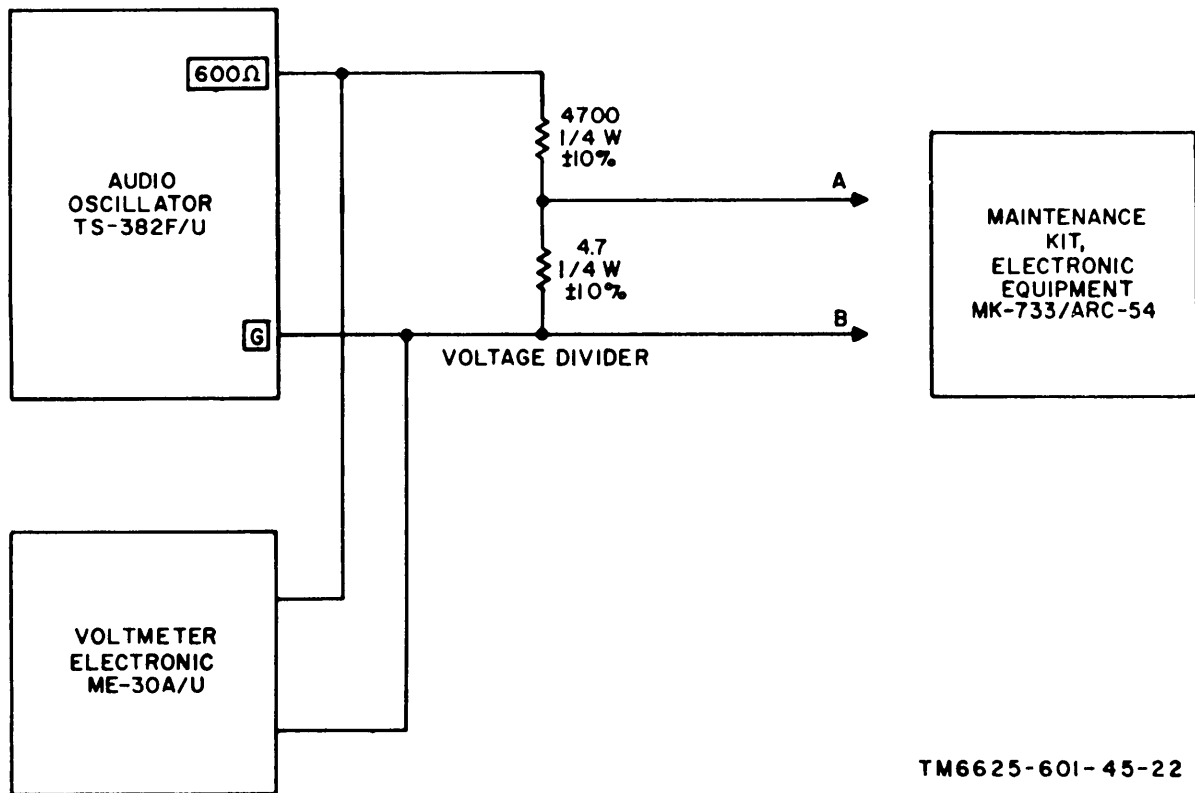 600Ω
4700
1/4 W
±10%
AUDIO
OSCILLATOR
TS-382F/U
A
MAINTENANCE
KIT,
ELECTRONIC
EQUIPMENT
MK-733/ARC-54
4.7
1/4 W
±10%
G
B
VOLTAGE DIVIDER
VOLTMETER
ELECTRONIC
ME-30A/U
TM6625-601-45-22